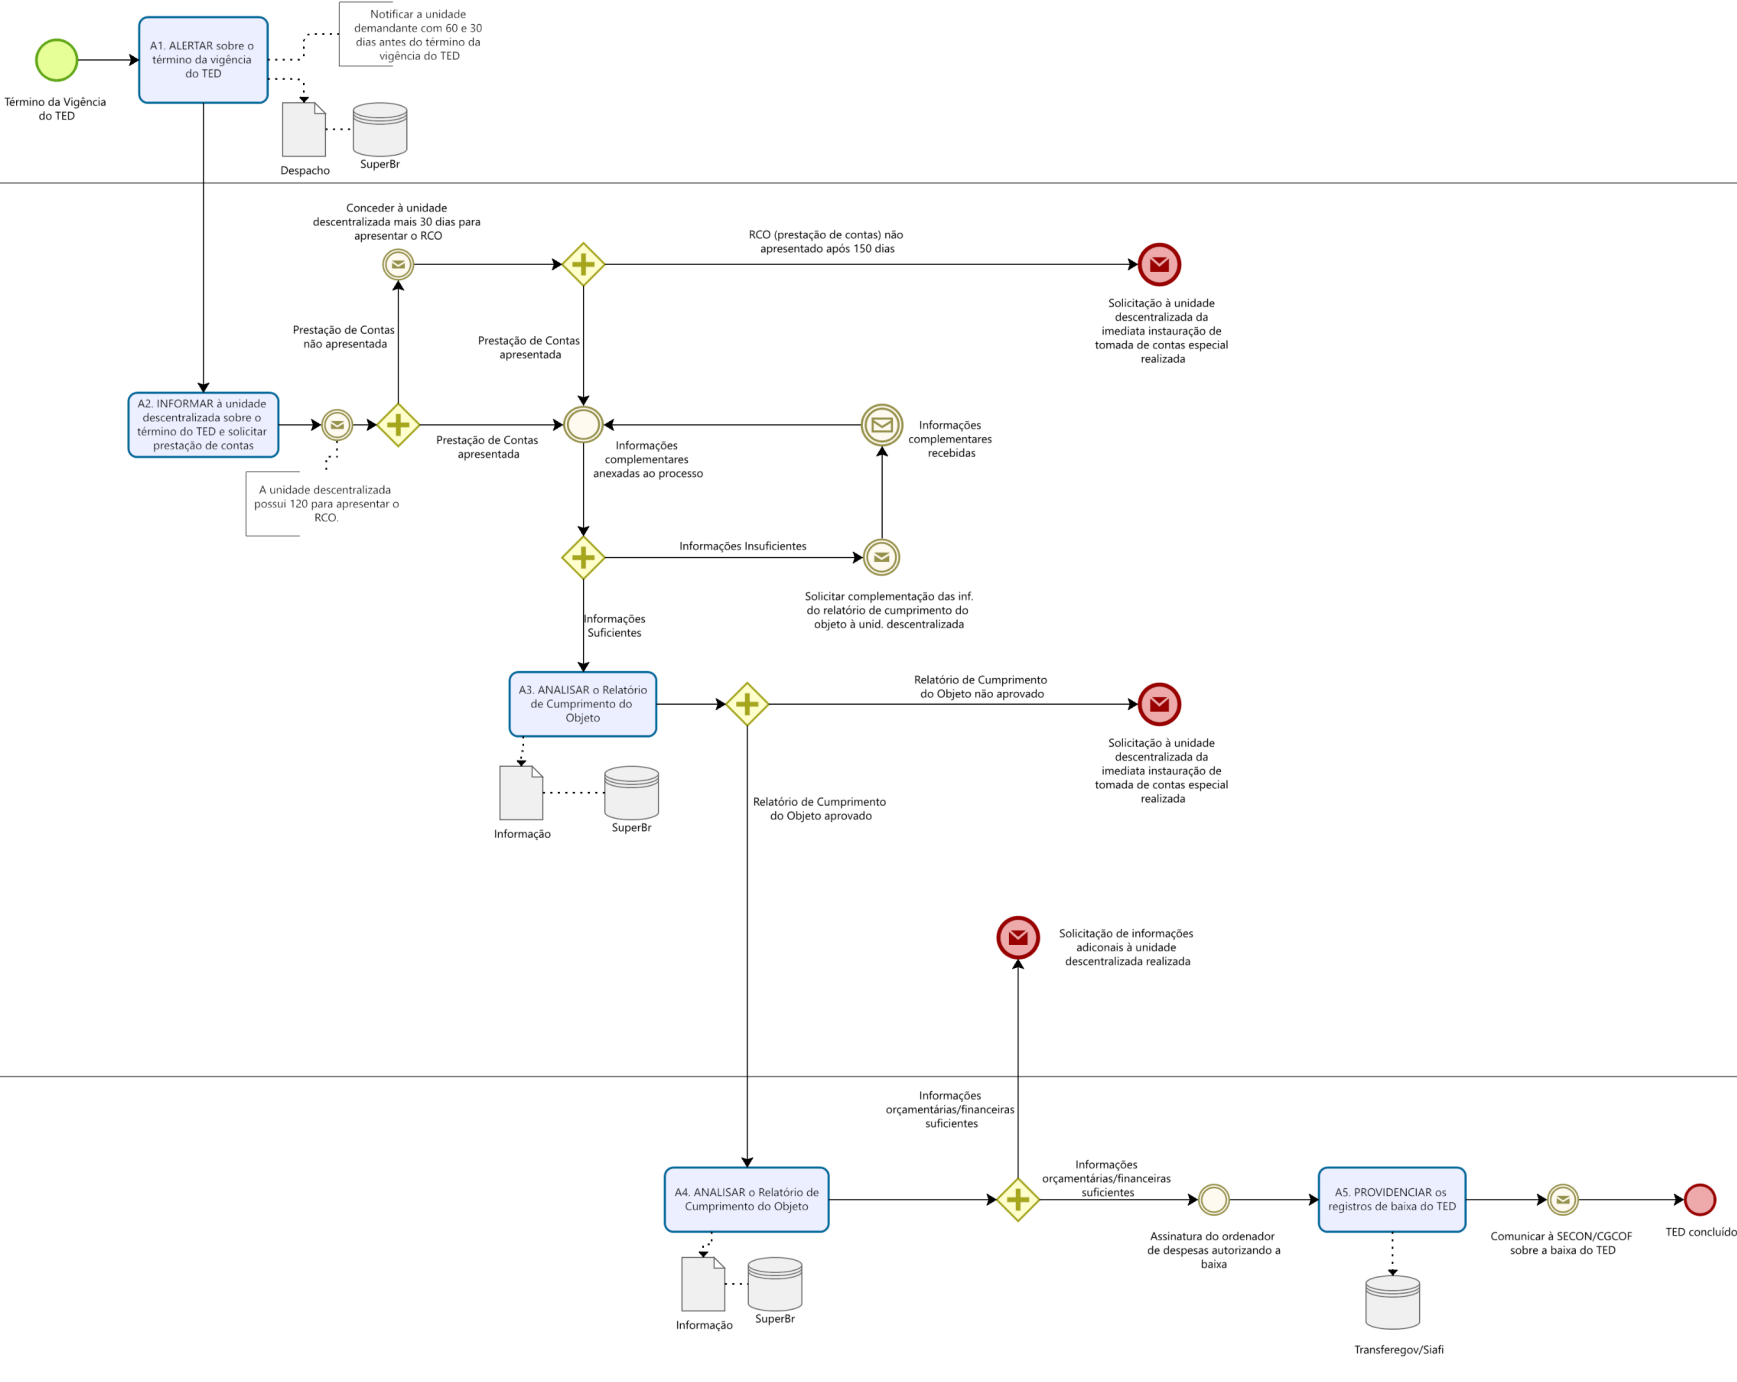 Notificar a unidade
demandante com 60 e 30
dias antes do término da
vigência do TED
A1. ALERTAR sobre o
término da vigência
do TED
Término da Vigência
do TED
Despacho
SuperBr
Conceder à unidade
descentralizada mais 30 dias para
apresentar o RCO
RCO (prestação de contas) não
apresentado após 150 dias
Solicitação à unidade
descentralizada da
imediata instauração de
tomada de contas especial
realizada
Prestação de Contas
não apresentada
Prestação de Contas
apresentada
A2. INFORMAR à unidade
descentralizada sobre o
término do TED e solicitar
prestação de contas
Prestação de Contas
apresentada
Informações
complementares
anexadas ao processo
Informações
complementares
recebidas
A unidade descentralizada
possui 120 para apresentar o
RCO.
Informações Insuficientes
Solicitar complementação das inf.
do relatório de cumprimento do
objeto à unid. descentralizada
Informações
Suficientes
A3. ANALISAR o Relatório
de Cumprimento do
Objeto
Relatório de Cumprimento
do Objeto não aprovado
Solicitação à unidade
descentralizada da
imediata instauração de
tomada de contas especial
realizada
Informação
SuperBr
Relatório de Cumprimento
do Objeto aprovado
Solicitação de informações
adiconais à unidade
descentralizada realizada
Informações
orçamentárias/financeiras
suficientes
A4. ANALISAR o Relatório de
Cumprimento do Objeto
Informações
orçamentárias/financeiras
suficientes
Assinatura do ordenador
de despesas autorizando a
baixa
A5. PROVIDENCIAR os
registros de baixa do TED
Comunicar à SECON/CGCOF
sobre a baixa do TED
TED concluído
Informação
SuperBr
Transferegov/Siafi